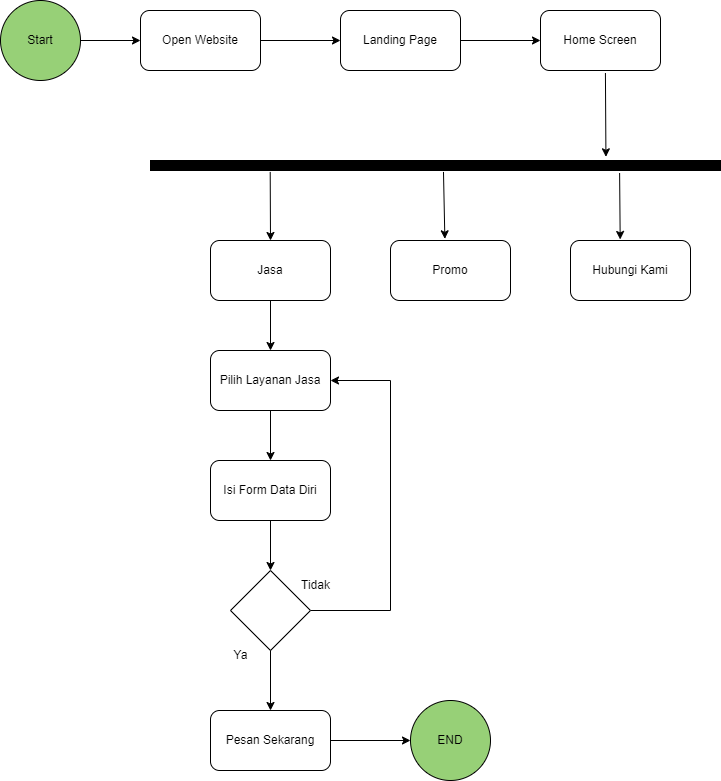 Start
Open Website
Landing Page
Home Screen
Jasa
Promo
Hubungi Kami
Pilih Layanan Jasa
Isi Form Data Diri
Tidak
Ya
Pesan Sekarang
END